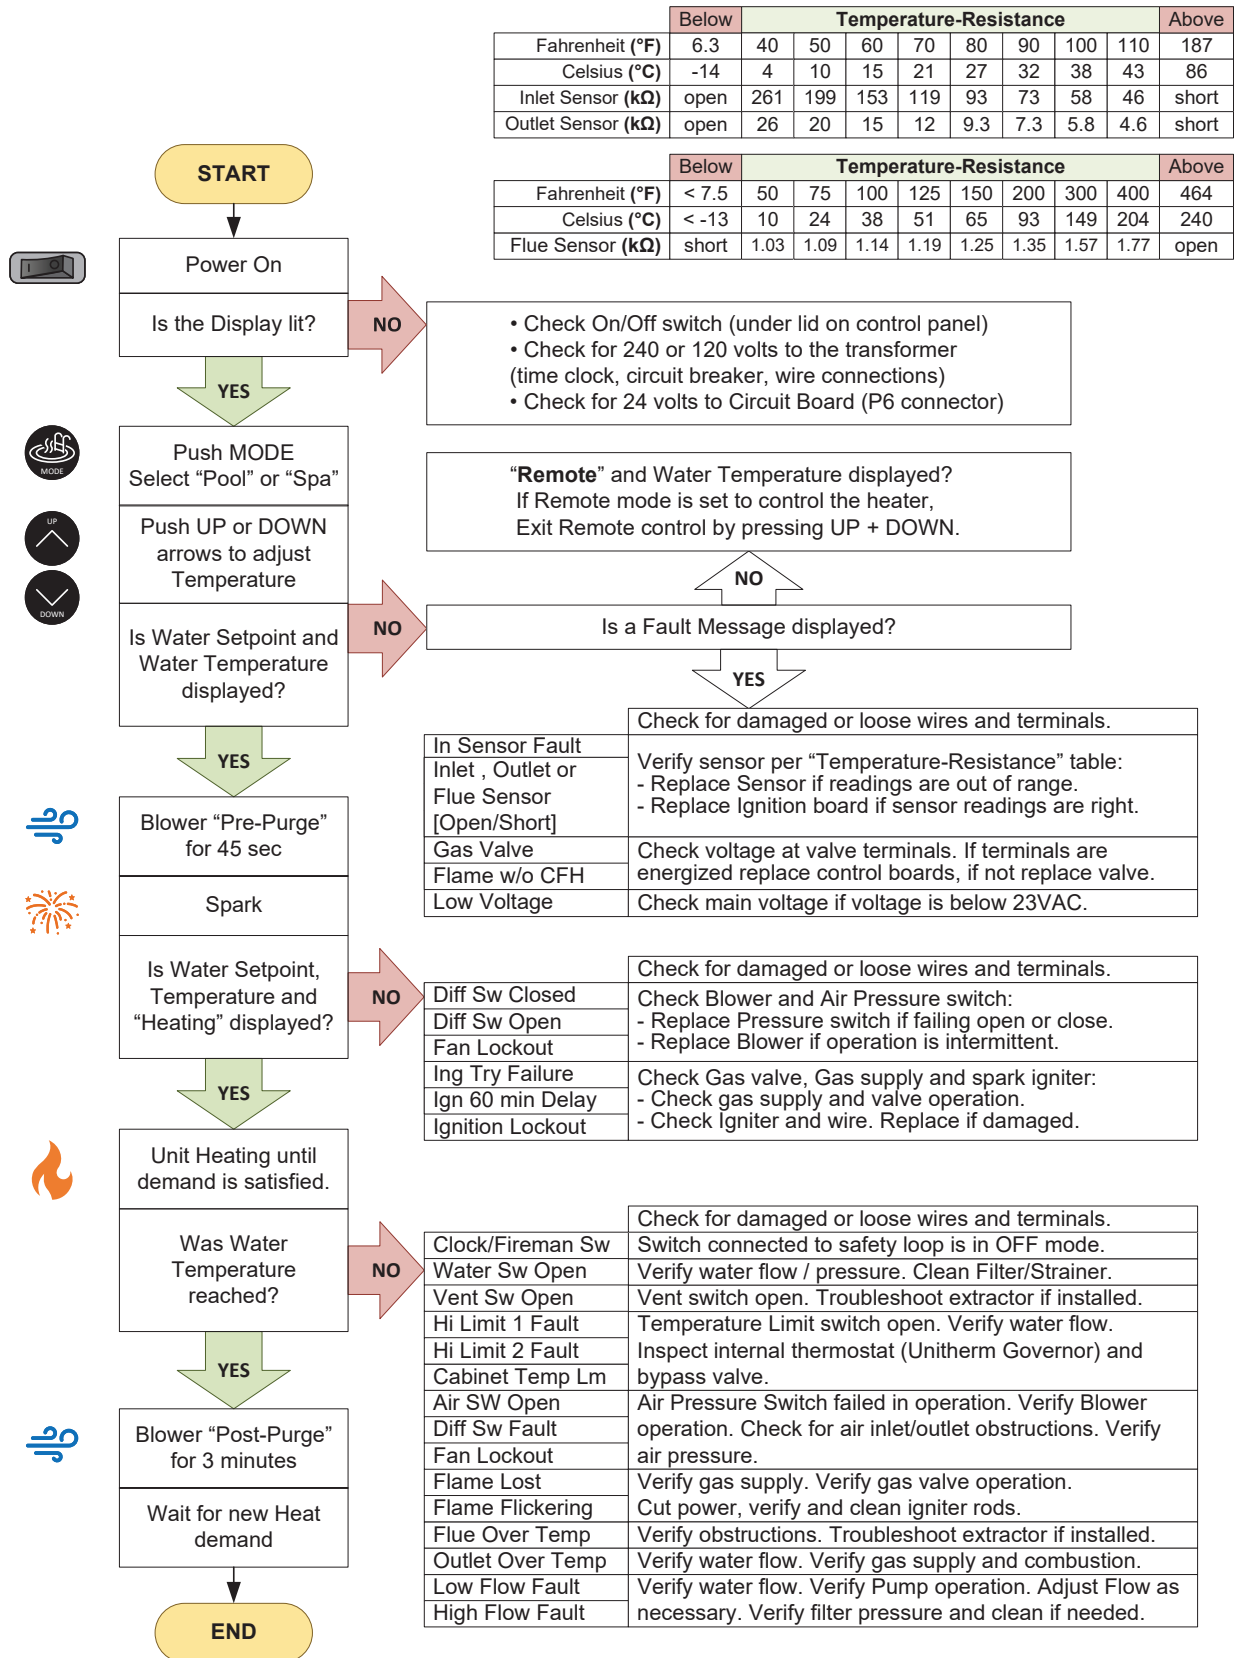 Below Temperature-Resistance Above
Fahrenheit (°F) 6.3 40 50 60 70 80 90 100 110 187
Celsius (°C) -14 4 10 15 21 27 32 38 43 86
Inlet Sensor (kΩ) open 261 199 153 119 93 73 58 46 short
Outlet Sensor (kΩ) open 26 20 15 12 9.3 7.3 5.8 4.6 short
Below Temperature-Resistance Above
Fahrenheit (°F) < 7.5 50 75 100 125 150 200 300 400 464
Celsius (°C) < -13 10 24 38 51 65 93 149 204 240
Flue Sensor (kΩ) short 1.03 1.09 1.14 1.19 1.25 1.35 1.57 1.77 open
START
Power On
Is the Display lit?
NO
• Check On/Off switch (under lid on control panel)
• Check for 240 or 120 volts to the transformer
(time clock, circuit breaker, wire connections)
• Check for 24 volts to Circuit Board (P6 connector)
YES
MODE
Push MODE
Select “Pool” or “Spa”
UP
DOWN
Push UP or DOWN
arrows to adjust
Temperature
Is Water Setpoint and
Water Temperature
displayed?
NO
“Remote” and Water Temperature displayed?
If Remote mode is set to control the heater,
Exit Remote control by pressing UP + DOWN.
NO
Is a Fault Message displayed?
YES
Check for damaged or loose wires and terminals.
In Sensor Fault
Inlet , Outlet or
Flue Sensor
[Open/Short]
Verify sensor per “Temperature-Resistance” table:
- Replace Sensor if readings are out of range.
- Replace Ignition board if sensor readings are right.
Gas Valve
Flame w/o CFH
Check voltage at valve terminals. If terminals are
energized replace control boards, if not replace valve.
Low Voltage
Check main voltage if voltage is below 23VAC.
YES
Blower “Pre-Purge”
for 45 sec
Spark
Is Water Setpoint,
Temperature and
“Heating” displayed?
NO
Check for damaged or loose wires and terminals.
Diff Sw Closed
Diff Sw Open
Fan Lockout
Check Blower and Air Pressure switch:
- Replace Pressure switch if failing open or close.
- Replace Blower if operation is intermittent.
Ing Try Failure
Ign 60 min Delay
Ignition Lockout
Check Gas valve, Gas supply and spark igniter:
- Check gas supply and valve operation.
- Check Igniter and wire. Replace if damaged.
YES
Unit Heating until
demand is satisfied.
Was Water
Temperature
reached?
NO
Check for damaged or loose wires and terminals.
Clock/Fireman Sw
Switch connected to safety loop is in OFF mode.
Water Sw Open
Verify water flow / pressure. Clean Filter/Strainer.
Vent Sw Open
Vent switch open. Troubleshoot extractor if installed.
Hi Limit 1 Fault
Hi Limit 2 Fault
Cabinet Temp Lm
Temperature Limit switch open. Verify water flow.
Inspect internal thermostat (Unitherm Governor) and
bypass valve.
Air SW Open
Diff Sw Fault
Fan Lockout
Air Pressure Switch failed in operation. Verify Blower
operation. Check for air inlet/outlet obstructions. Verify
air pressure.
Flame Lost
Flame Flickering
Verify gas supply. Verify gas valve operation.
Cut power, verify and clean igniter rods.
Flue Over Temp
Verify obstructions. Troubleshoot extractor if installed.
Outlet Over Temp
Verify water flow. Verify gas supply and combustion.
Low Flow Fault
High Flow Fault
Verify water flow. Verify Pump operation. Adjust Flow as
necessary. Verify filter pressure and clean if needed.
YES
Blower “Post-Purge”
for 3 minutes
Wait for new Heat
demand
END